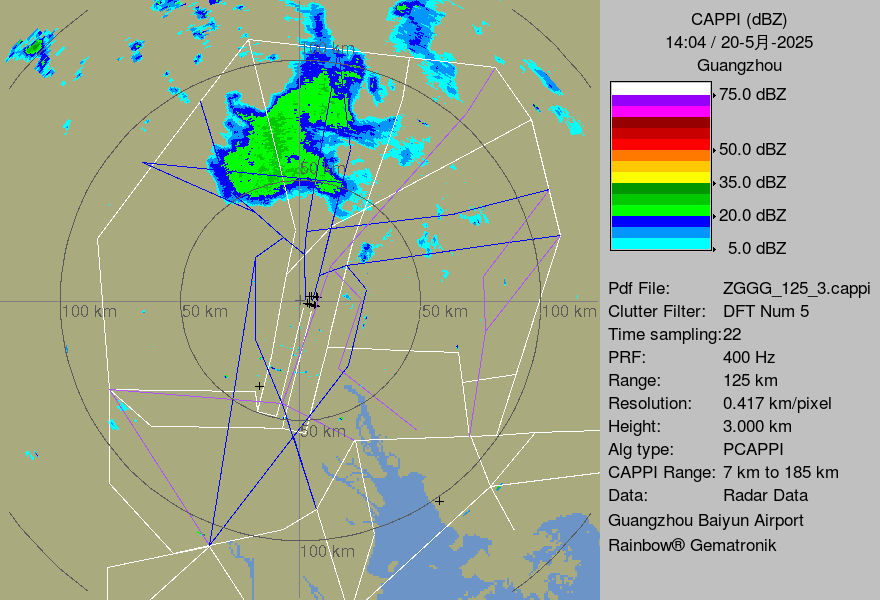 100 km
50 km
100 km
50 km
50 km
100 km
50 km
100 km
CAPPI (dBZ)
14:04 / 20-5月-2025
Guangzhou
75.0 dBZ
50.0 dBZ
35.0 dBZ
20.0 dBZ
5.0 dBZ
Pdf File: ZGGG_125_3.cappi
Clutter Filter: DFT Num 5
Time sampling:22
PRF: 400 Hz
Range: 125 km
Resolution: 0.417 km/pixel
Height: 3.000 km
Alg type: PCAPPI
CAPPI Range: 7 km to 185 km
Data: Radar Data
Guangzhou Baiyun Airport
Rainbow® Gematronik